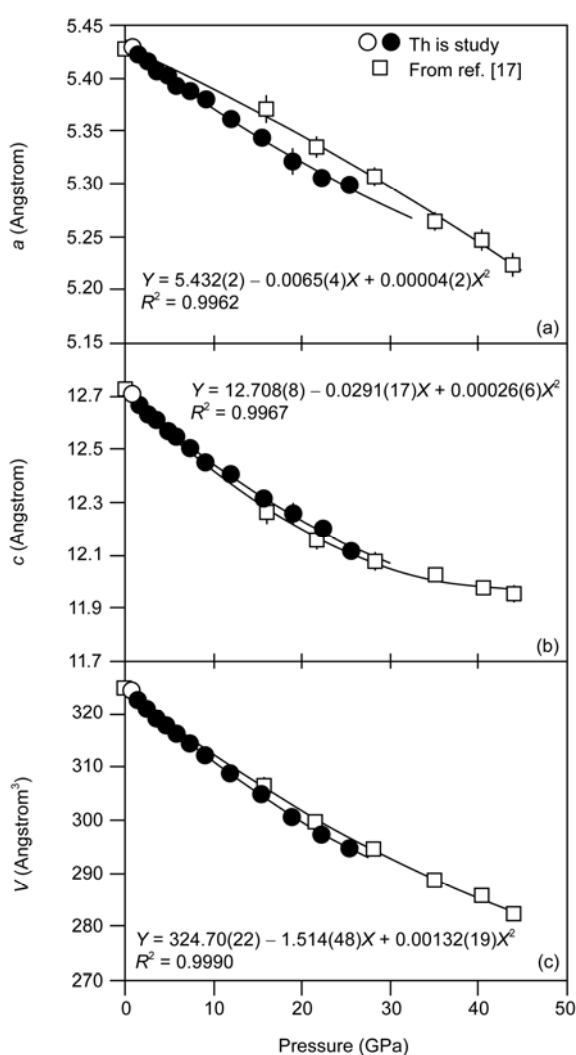 5.45
Th is study
5.40
From ref. [17]
5.35
5.30
a (Angstrom)
5.25
Y = 5.432(2) − 0.0065(4)X + 0.00004(2)X²
5.20
R² = 0.9962
5.15
(a)
12.7
Y = 12.708(8) − 0.0291(17)X + 0.00026(6)X²
R² = 0.9967
12.5
12.3
c (Angstrom)
12.1
11.9
11.7
(b)
320
310
300
V (Angstrom³)
290
280
Y = 324.70(22) − 1.514(48)X + 0.00132(19)X²
R² = 0.9990
270
(c)
0 10 20 30 40 50
Pressure (GPa)